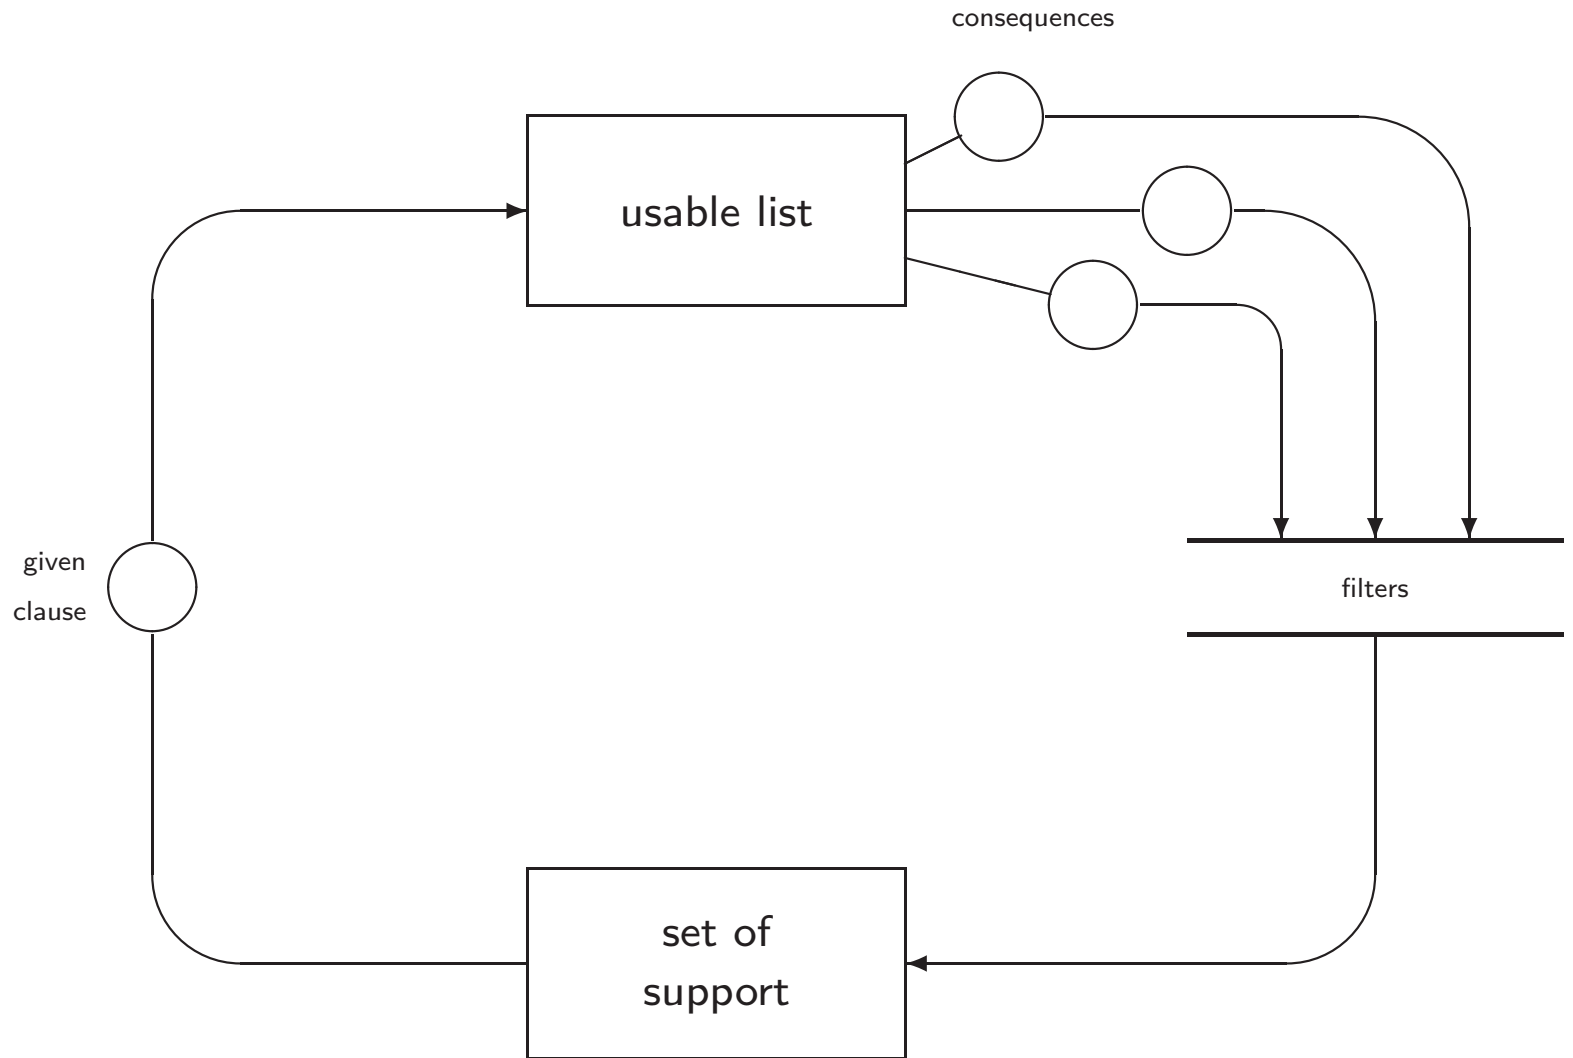 consequences
usable list
given
clause
filters
set of
support